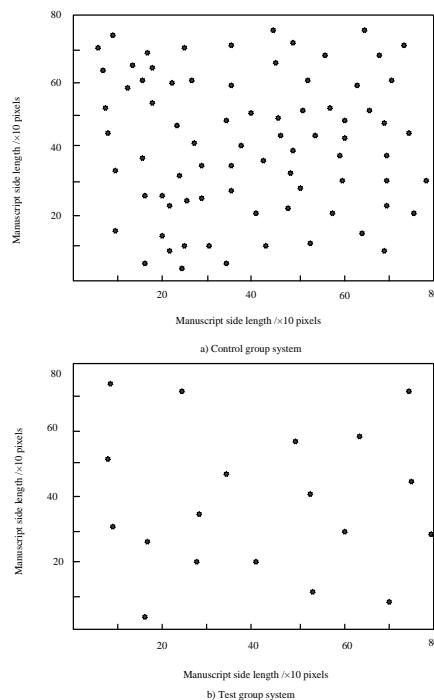 80
60
40
20
Manuscript side length /×10 pixels
20 40 60 80
Manuscript side length /×10 pixels
a) Control group system
80
60
40
20
Manuscript side length /×10 pixels
20 40 60 80
Manuscript side length /×10 pixels
b) Test group system